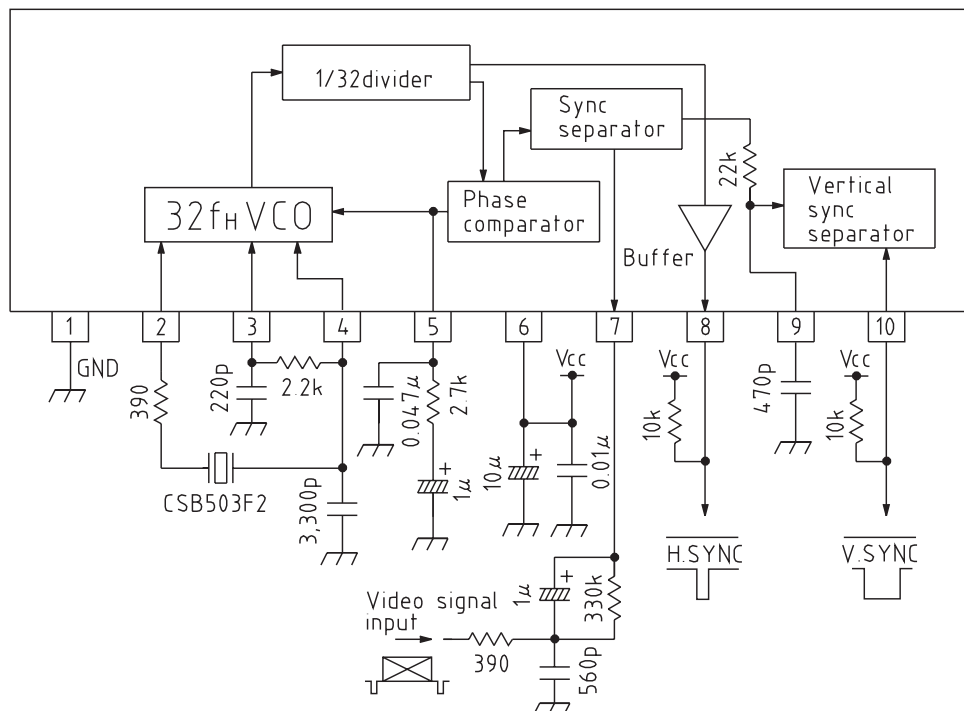 1/32divider
Sync
separator
22k
32fHVCO
Phase
comparator
Vertical
sync
separator
Buffer
1
2
3
4
5
6
7
8
9
10
GND
390
220p
2.2k
0.047μ
2.7k
Vcc
Vcc
Vcc
10k
470p
10k
CSB503F2
3,300p
+
1μ
10μ
+
0.01μ
H.SYNC
V.SYNC
1μ
+
330k
Video signal
input
390
560p